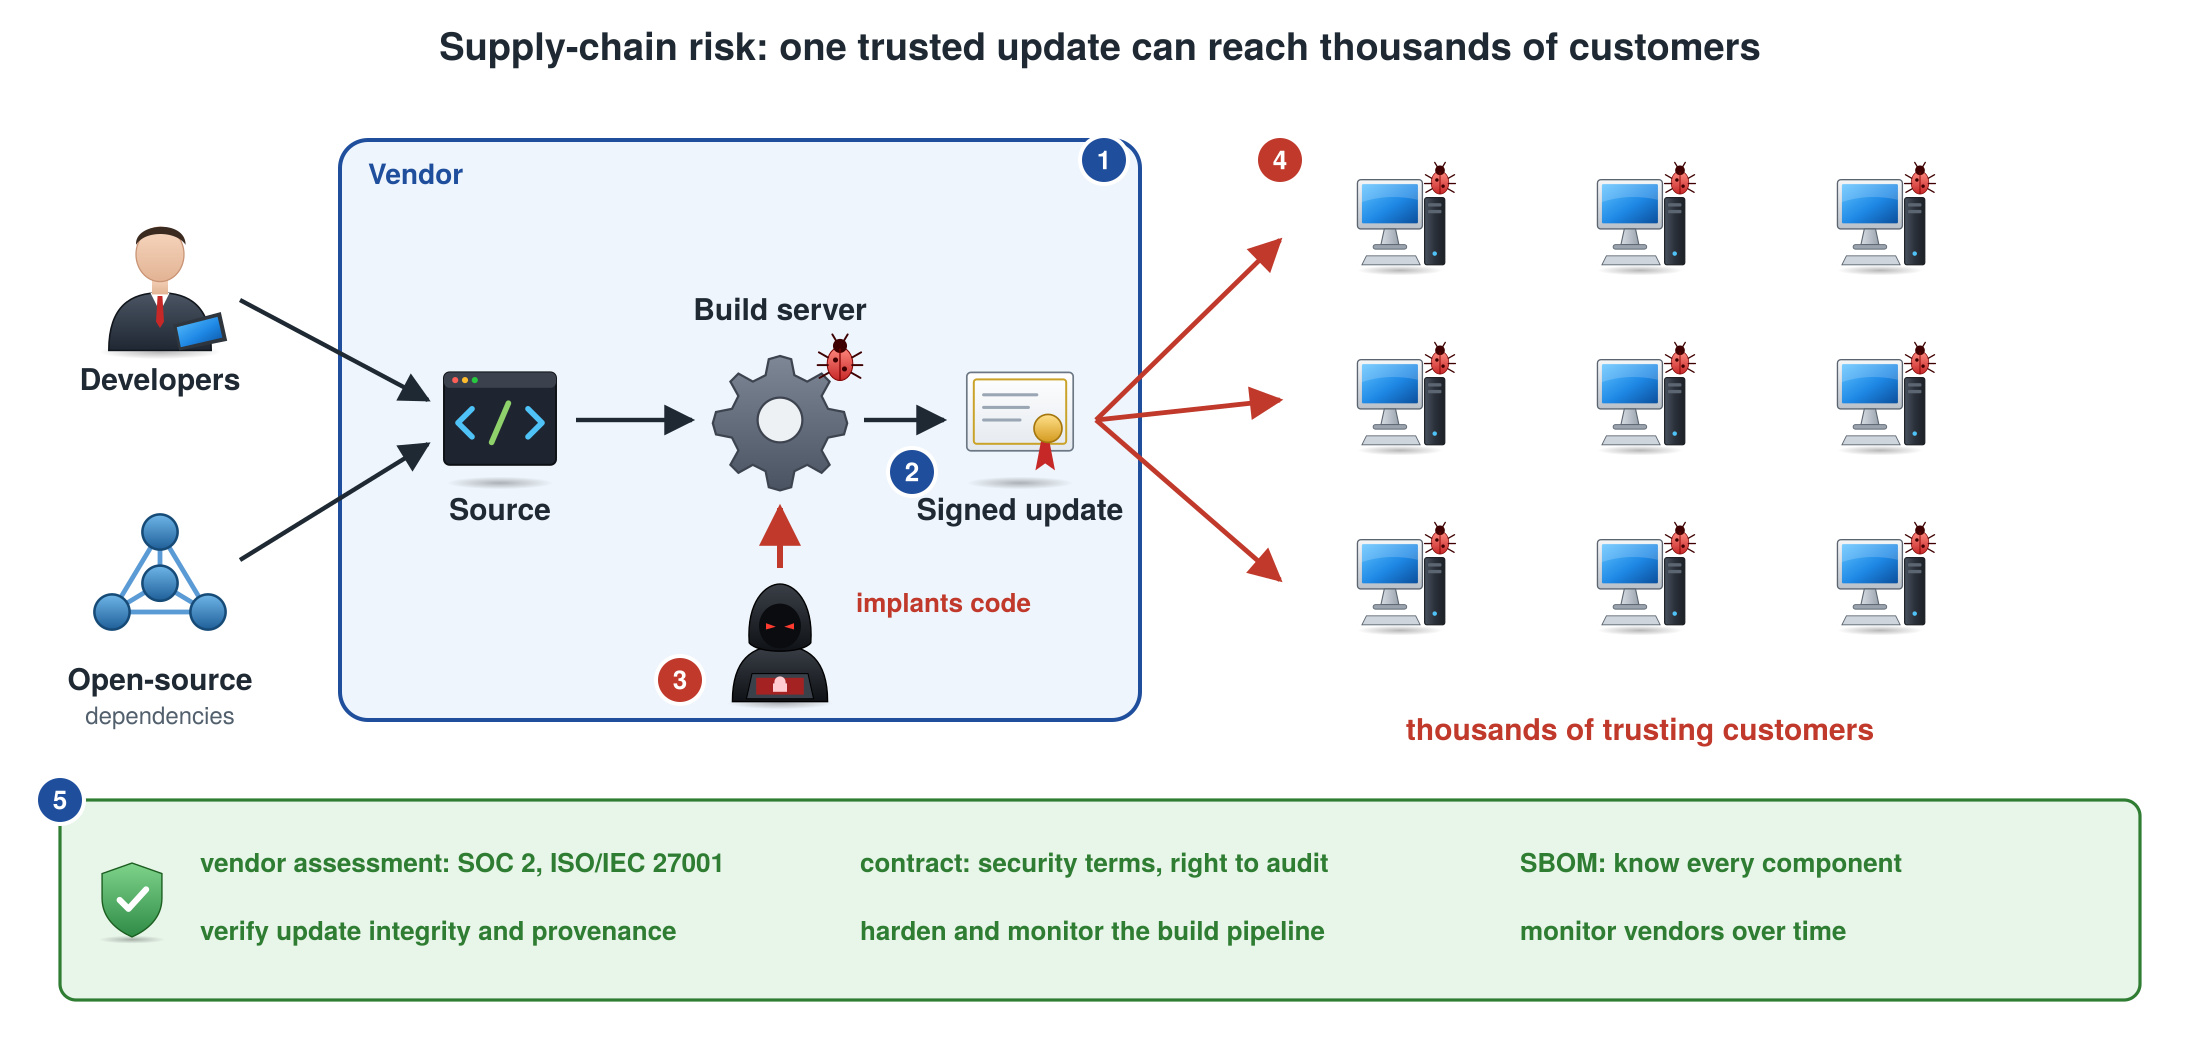 Supply-chain risk: one trusted update can reach thousands of customers
Vendor
1
4
Build server
Developers
2
Source
Signed update
implants code
3
Open-source
dependencies
thousands of trusting customers
5
vendor assessment: SOC 2, ISO/IEC 27001
contract: security terms, right to audit
SBOM: know every component
verify update integrity and provenance
harden and monitor the build pipeline
monitor vendors over time